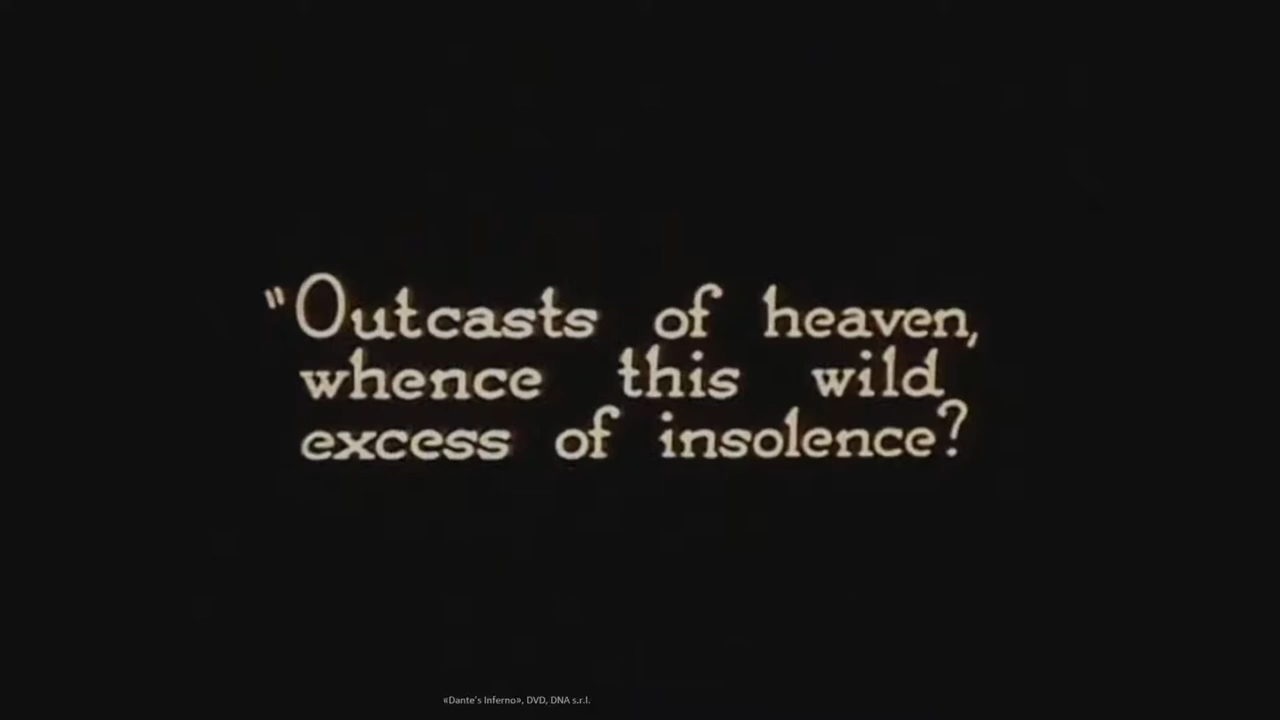 "Outcasts of heaven,
whence this wild
excess of insolence?
«Dante's Inferno», DVD, DNA s.r.l.